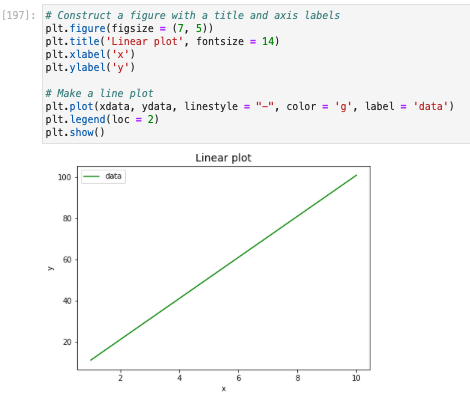 [197]: # Construct a figure with a title and axis labels
plt.figure(figsize = (7, 5))
plt.title('Linear plot', fontsize = 14)
plt.xlabel('x')
plt.ylabel('y')
# Make a line plot
plt.plot(xdata, ydata, linestyle = "-", color = 'g', label = 'data')
plt.legend(loc = 2)
plt.show()
Linear plot
data
100
80
60
40
20
y
2 4 6 8 10
x